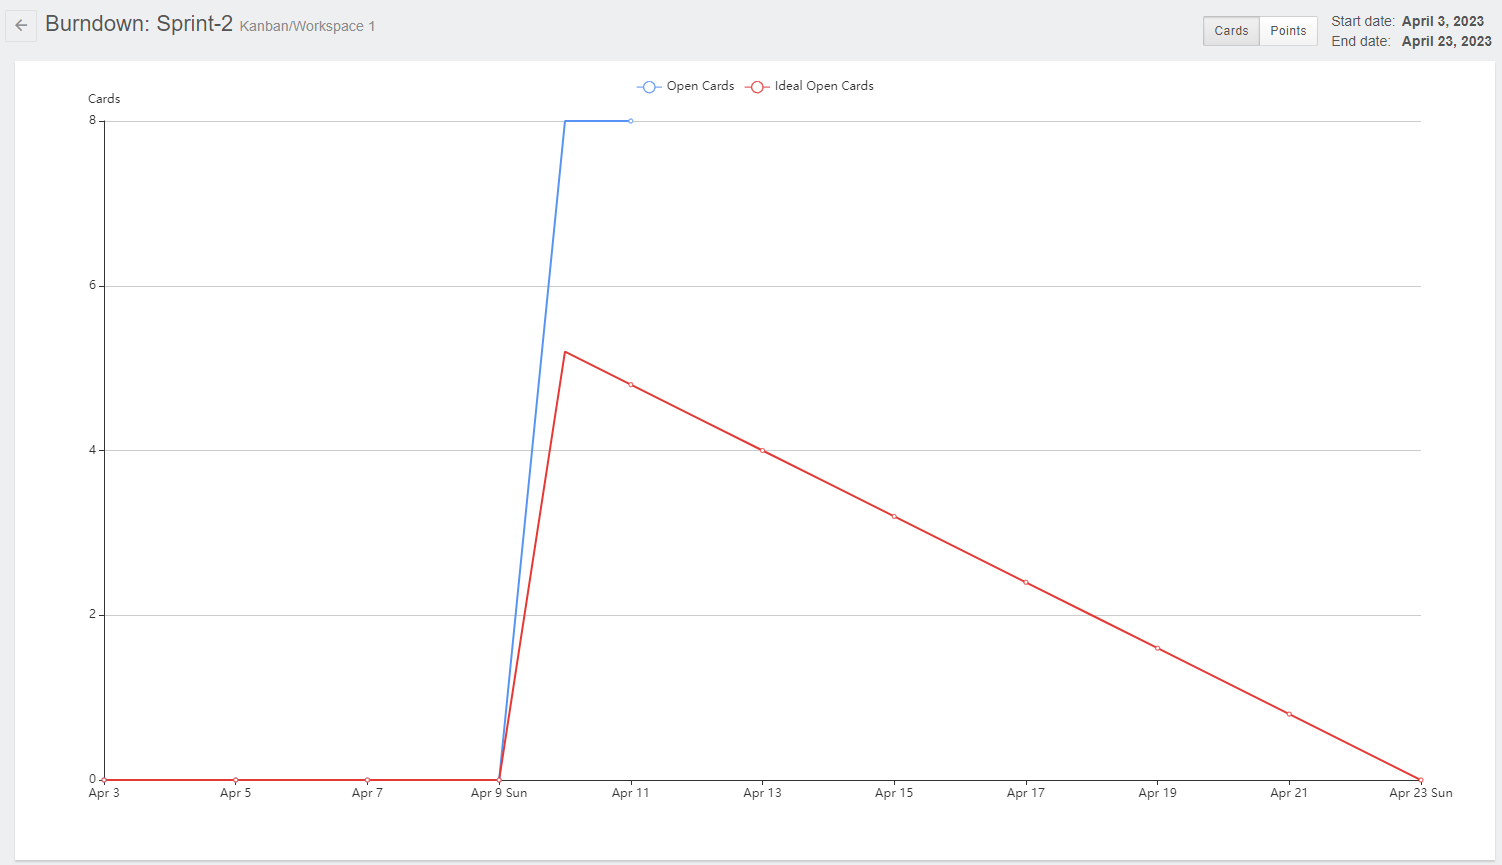 Burndown: Sprint-2 Kanban/Workspace 1
Cards Points
Start date: April 3, 2023
End date: April 23, 2023
Open Cards Ideal Open Cards
Cards
8
6
4
2
0
Apr 3 Apr 5 Apr 7 Apr 9 Sun Apr 11 Apr 13 Apr 15 Apr 17 Apr 19 Apr 21 Apr 23 Sun